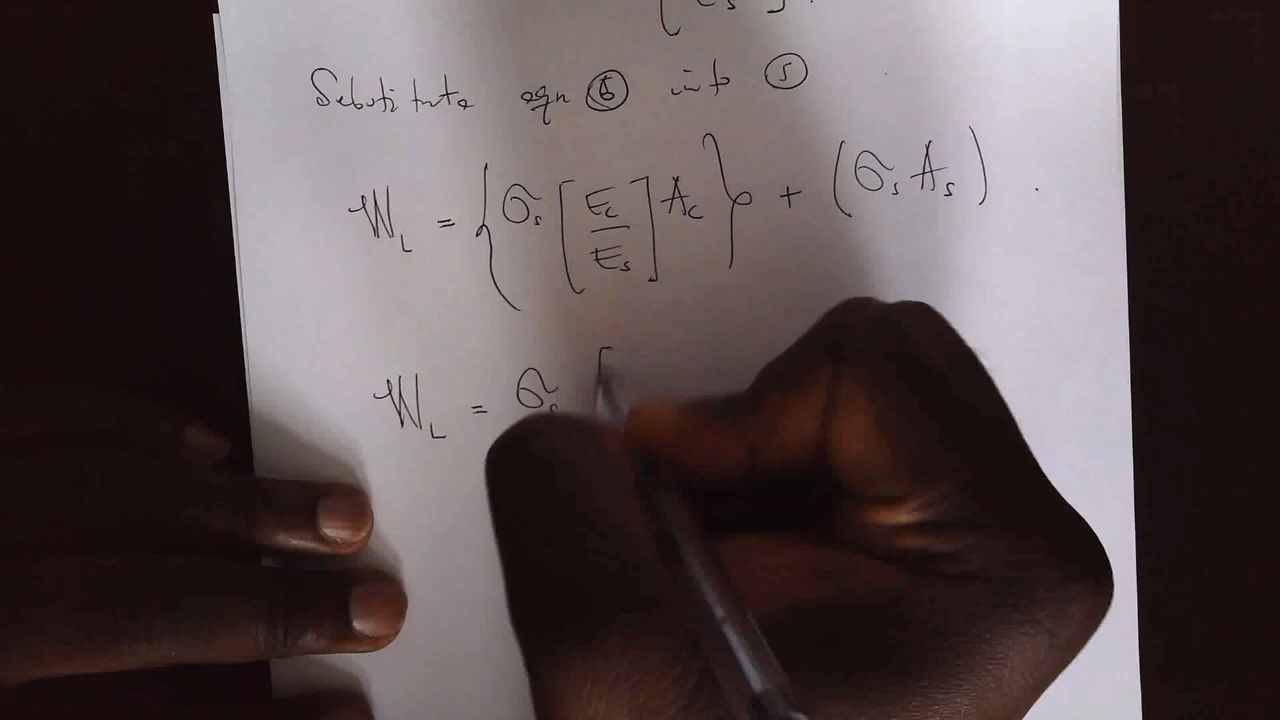 Substitute eqn ⑥ into ⑤
W_L = { σ_s [ E_c / E_s ] A_c } + ( σ_s A_s ) .
W_L = σ_s [